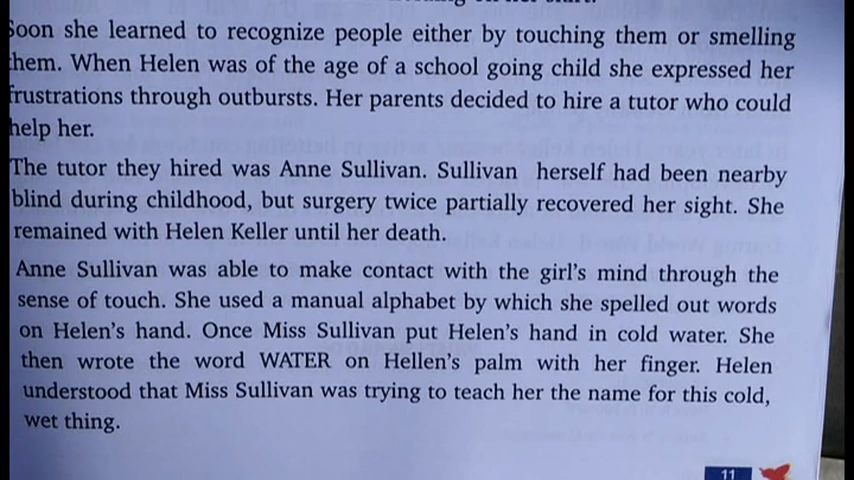 Soon she learned to recognize people either by touching them or smelling
them. When Helen was of the age of a school going child she expressed her
frustrations through outbursts. Her parents decided to hire a tutor who could
help her.
The tutor they hired was Anne Sullivan. Sullivan herself had been nearby
blind during childhood, but surgery twice partially recovered her sight. She
remained with Helen Keller until her death.
Anne Sullivan was able to make contact with the girl's mind through the
sense of touch. She used a manual alphabet by which she spelled out words
on Helen's hand. Once Miss Sullivan put Helen's hand in cold water. She
then wrote the word WATER on Hellen's palm with her finger. Helen
understood that Miss Sullivan was trying to teach her the name for this cold,
wet thing.
11